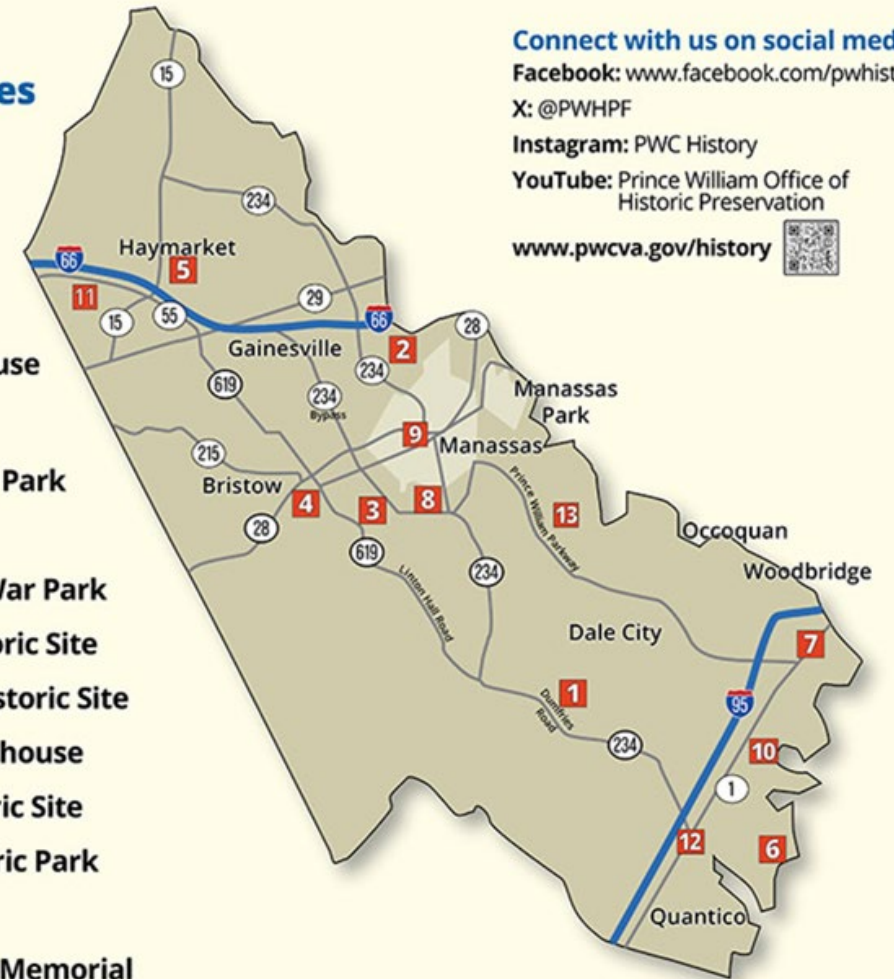 es
use
Park
War Park
oric Site
storic Site
house
ric Site
ric Park
Memorial
Connect with us on social med
Facebook: www.facebook.com/pwhist
X: @PWHPF
Instagram: PWC History
YouTube: Prince William Office of
Historic Preservation
www.pwcva.gov/history
15
234
Haymarket
66
5
11
15
55
29
66
28
Gainesville
2
234
619
234
Bypass
Manassas
Park
9
Manassas
215
Bristow
4
3
8
Prince William Parkway
13
28
619
Linton Hall Road
234
Occoquan
Woodbridge
Dale City
7
1
Dumfries
Road
95
234
10
1
12
6
Quantico